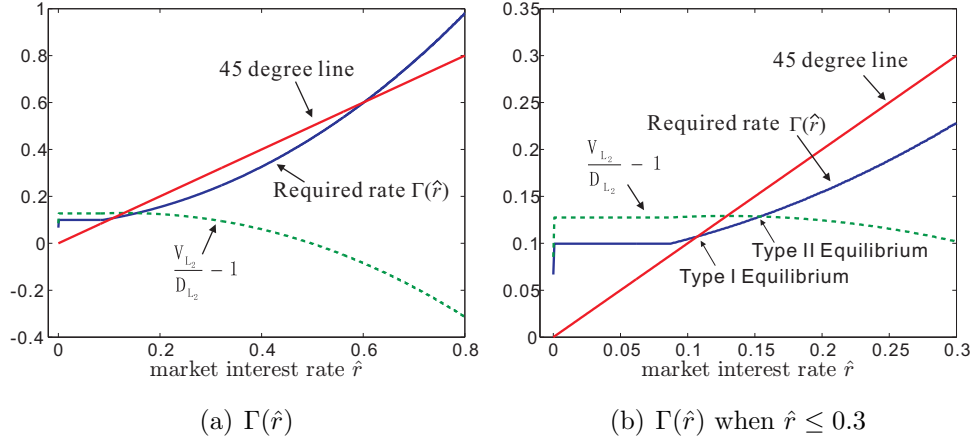 1
0.8
0.6
0.4
0.2
0
-0.2
-0.4
0
0.2
0.4
0.6
0.8
45 degree line
Required rate Γ(r̂)
V_{L_2}/D_{L_2} - 1
market interest rate r̂
(a) Γ(r̂)
0.35
0.3
0.25
0.2
0.15
0.1
0.05
0
0
0.05
0.1
0.15
0.2
0.25
0.3
45 degree line
Required rate Γ(r̂)
V_{L_2}/D_{L_2} - 1
Type II Equilibrium
Type I Equilibrium
market interest rate r̂
(b) Γ(r̂) when r̂ ≤ 0.3